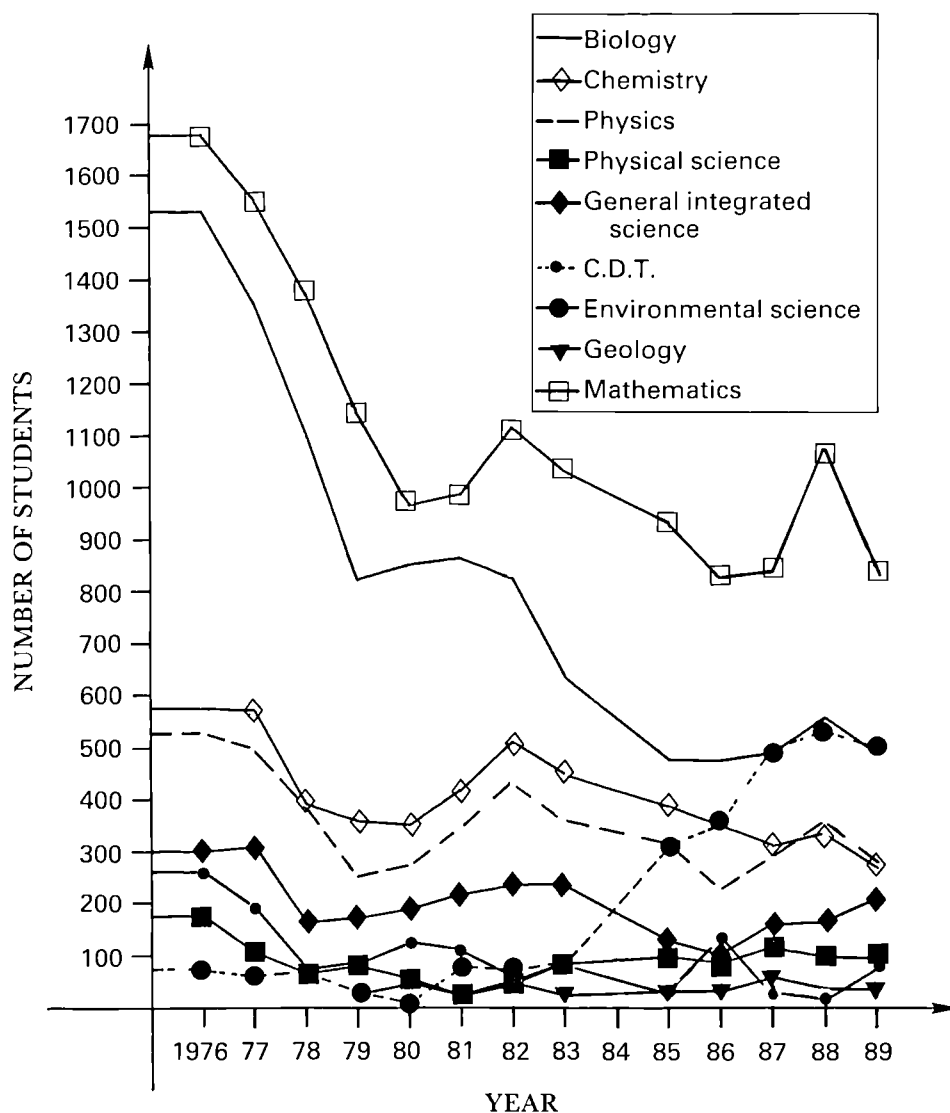 Biology
Chemistry
Physics
Physical science
General integrated
science
C.D.T.
Environmental science
Geology
Mathematics
NUMBER OF STUDENTS
1700
1600
1500
1400
1300
1200
1100
1000
900
800
700
600
500
400
300
200
100
1976 77 78 79 80 81 82 83 85 86 87 88 89
YEAR